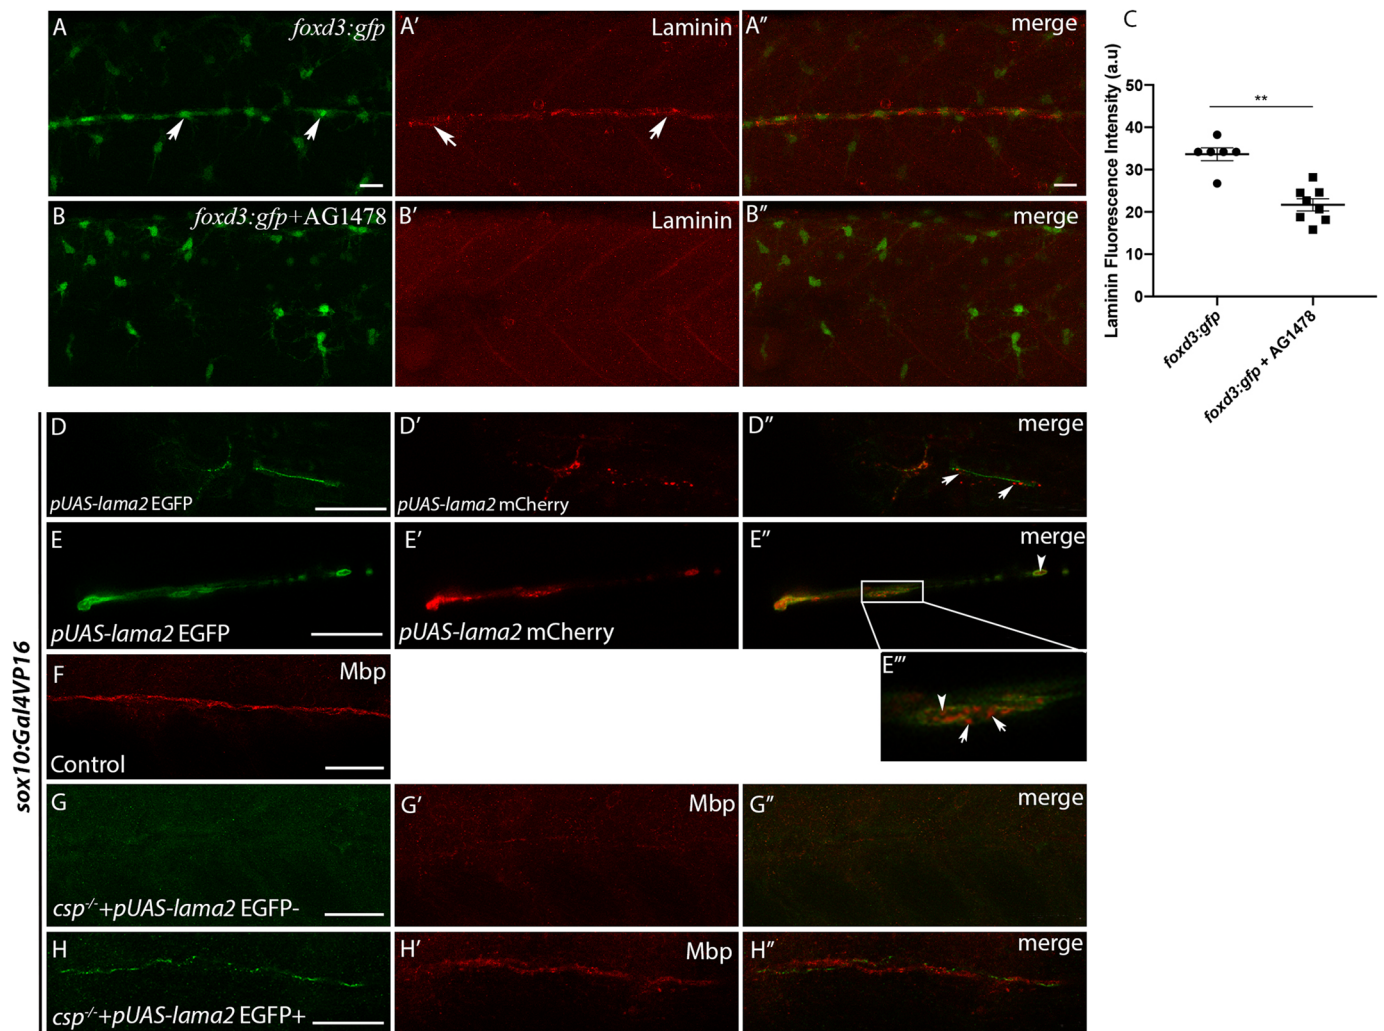 A foxd3:gfp
A′ Laminin
A″ merge
B foxd3:gfp+AG1478
B′ Laminin
B″ merge
C
Laminin Fluorescence Intensity (a.u)
50
40
30
20
10
0
**
foxd3:gfp
foxd3:gfp + AG1478
sox10:Gal4VP16
D
pUAS-lama2 EGFP
D′
pUAS-lama2 mCherry
D″ merge
E
pUAS-lama2 EGFP
E′
pUAS-lama2 mCherry
E″ merge
E‴
F Mbp
Control
G
csp-/-+pUAS-lama2 EGFP-
G′ Mbp
G″ merge
H
csp-/-+pUAS-lama2 EGFP+
H′ Mbp
H″ merge